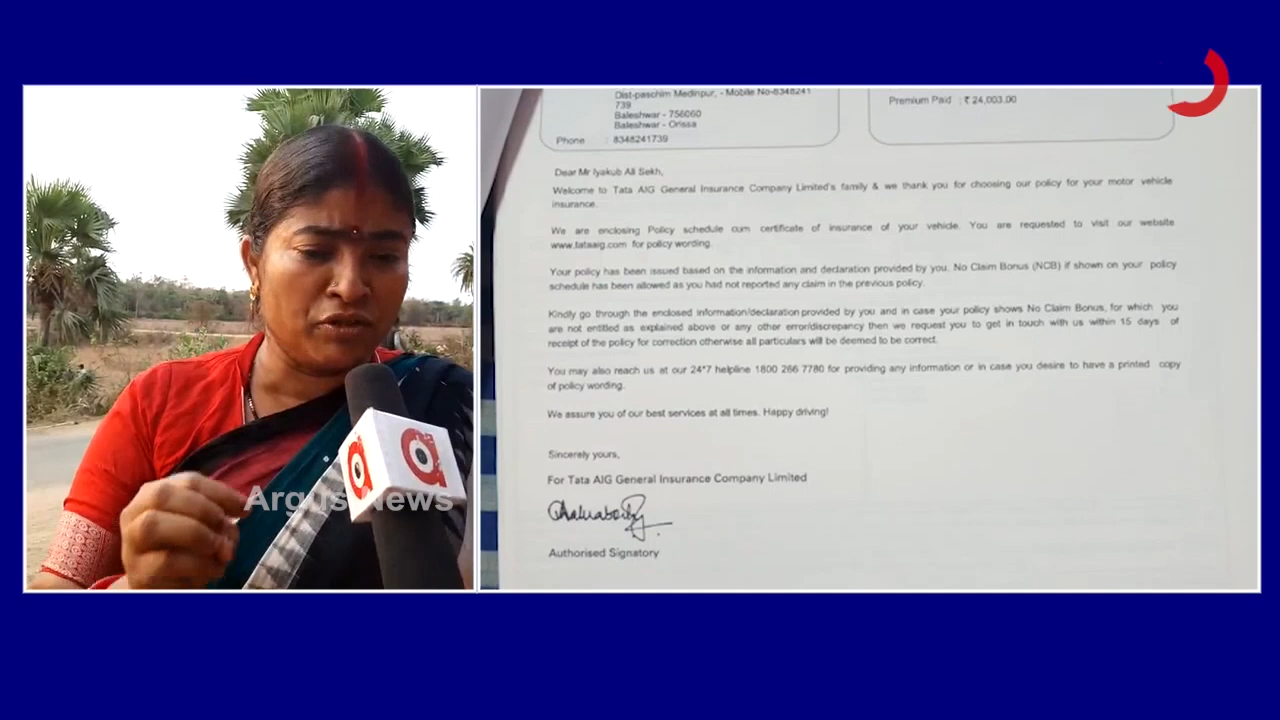 Dist-paschim Medinpur, - Mobile No-8348241
739
Baleshwar - 756060
Baleshwar - Orissa
Phone : 8348241739
Premium Paid : ₹ 24,003.00
Dear Mr Iyakub Ali Sekh,
Welcome to Tata AIG General Insurance Company Limited's family & we thank you for choosing our policy for your motor vehicle
insurance.
We are enclosing Policy schedule cum certificate of insurance of your vehicle. You are requested to visit our website
www.tataaig.com for policy wording.
Your policy has been issued based on the information and declaration provided by you. No Claim Bonus (NCB) if shown on your policy
schedule has been allowed as you had not reported any claim in the previous policy.
Kindly go through the enclosed information/declaration provided by you and in case your policy shows No Claim Bonus, for which you
are not entitled as explained above or any other error/discrepancy then we request you to get in touch with us within 15 days of
receipt of the policy for correction otherwise all particulars will be deemed to be correct.
You may also reach us at our 24*7 helpline 1800 266 7780 for providing any information or in case you desire to have a printed copy
of policy wording.
We assure you of our best services at all times. Happy driving!
Sincerely yours,
For Tata AIG General Insurance Company Limited
Chakraborty
Authorised Signatory
Argus News